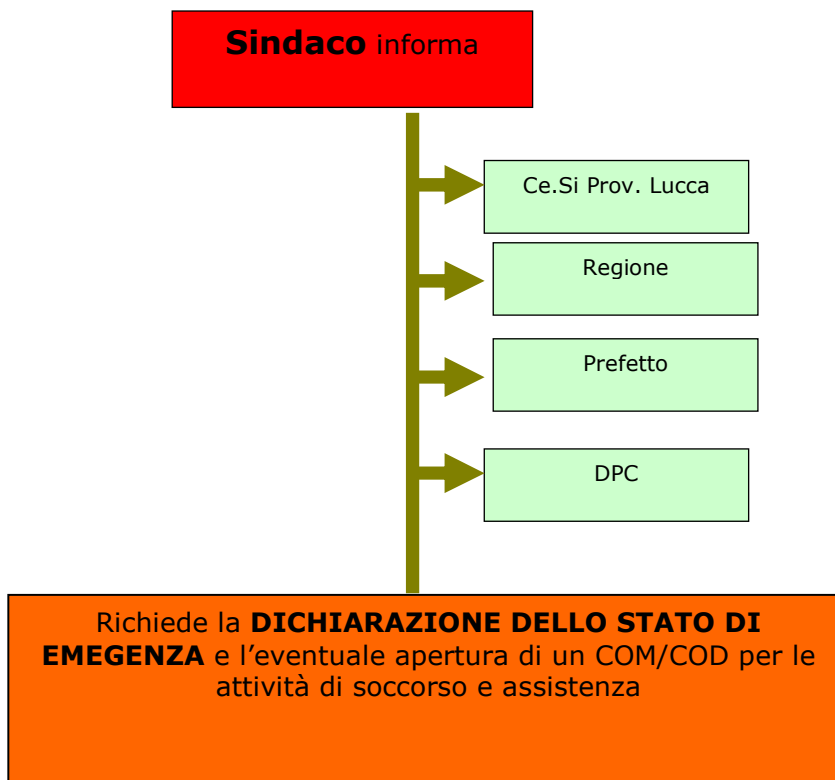 Sindaco informa
Ce.Si Prov. Lucca
Regione
Prefetto
DPC
Richiede la DICHIARAZIONE DELLO STATO DI
EMEGENZA e l’eventuale apertura di un COM/COD per le
attività di soccorso e assistenza